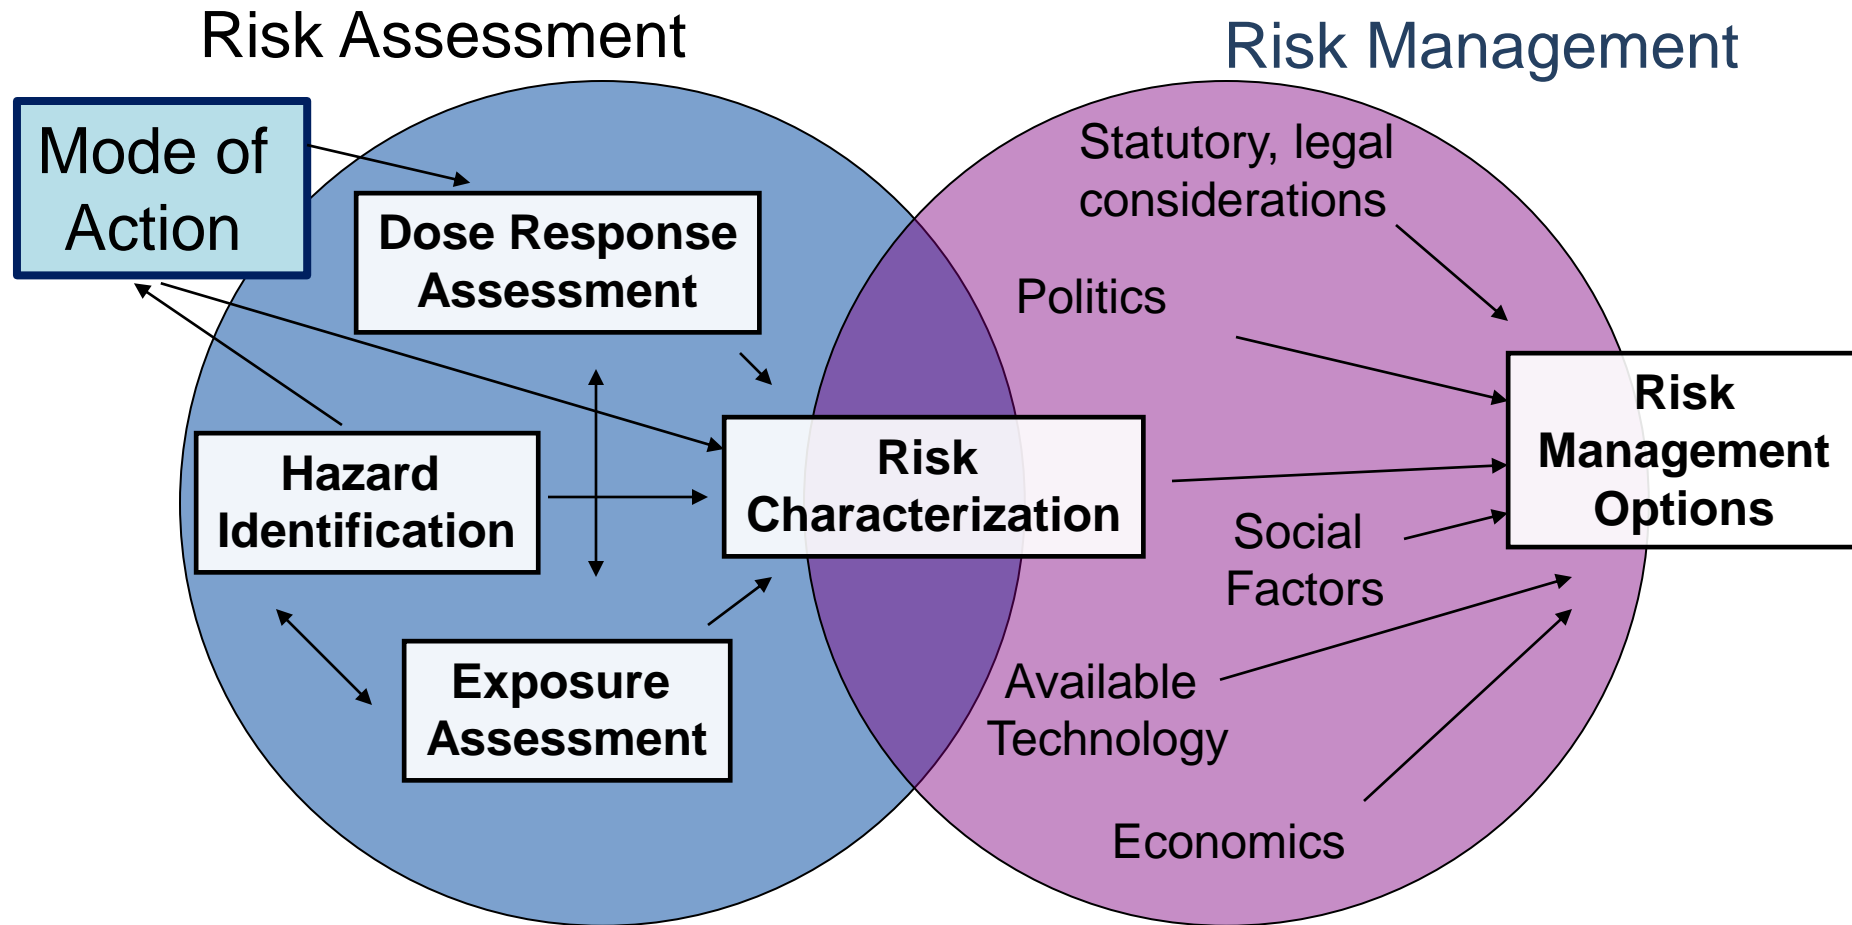 Risk Assessment
Risk Management
Mode of
Action
Dose Response
Assessment
Hazard
Identification
Exposure
Assessment
Risk
Characterization
Statutory, legal
considerations
Politics
Social
Factors
Available
Technology
Economics
Risk
Management
Options